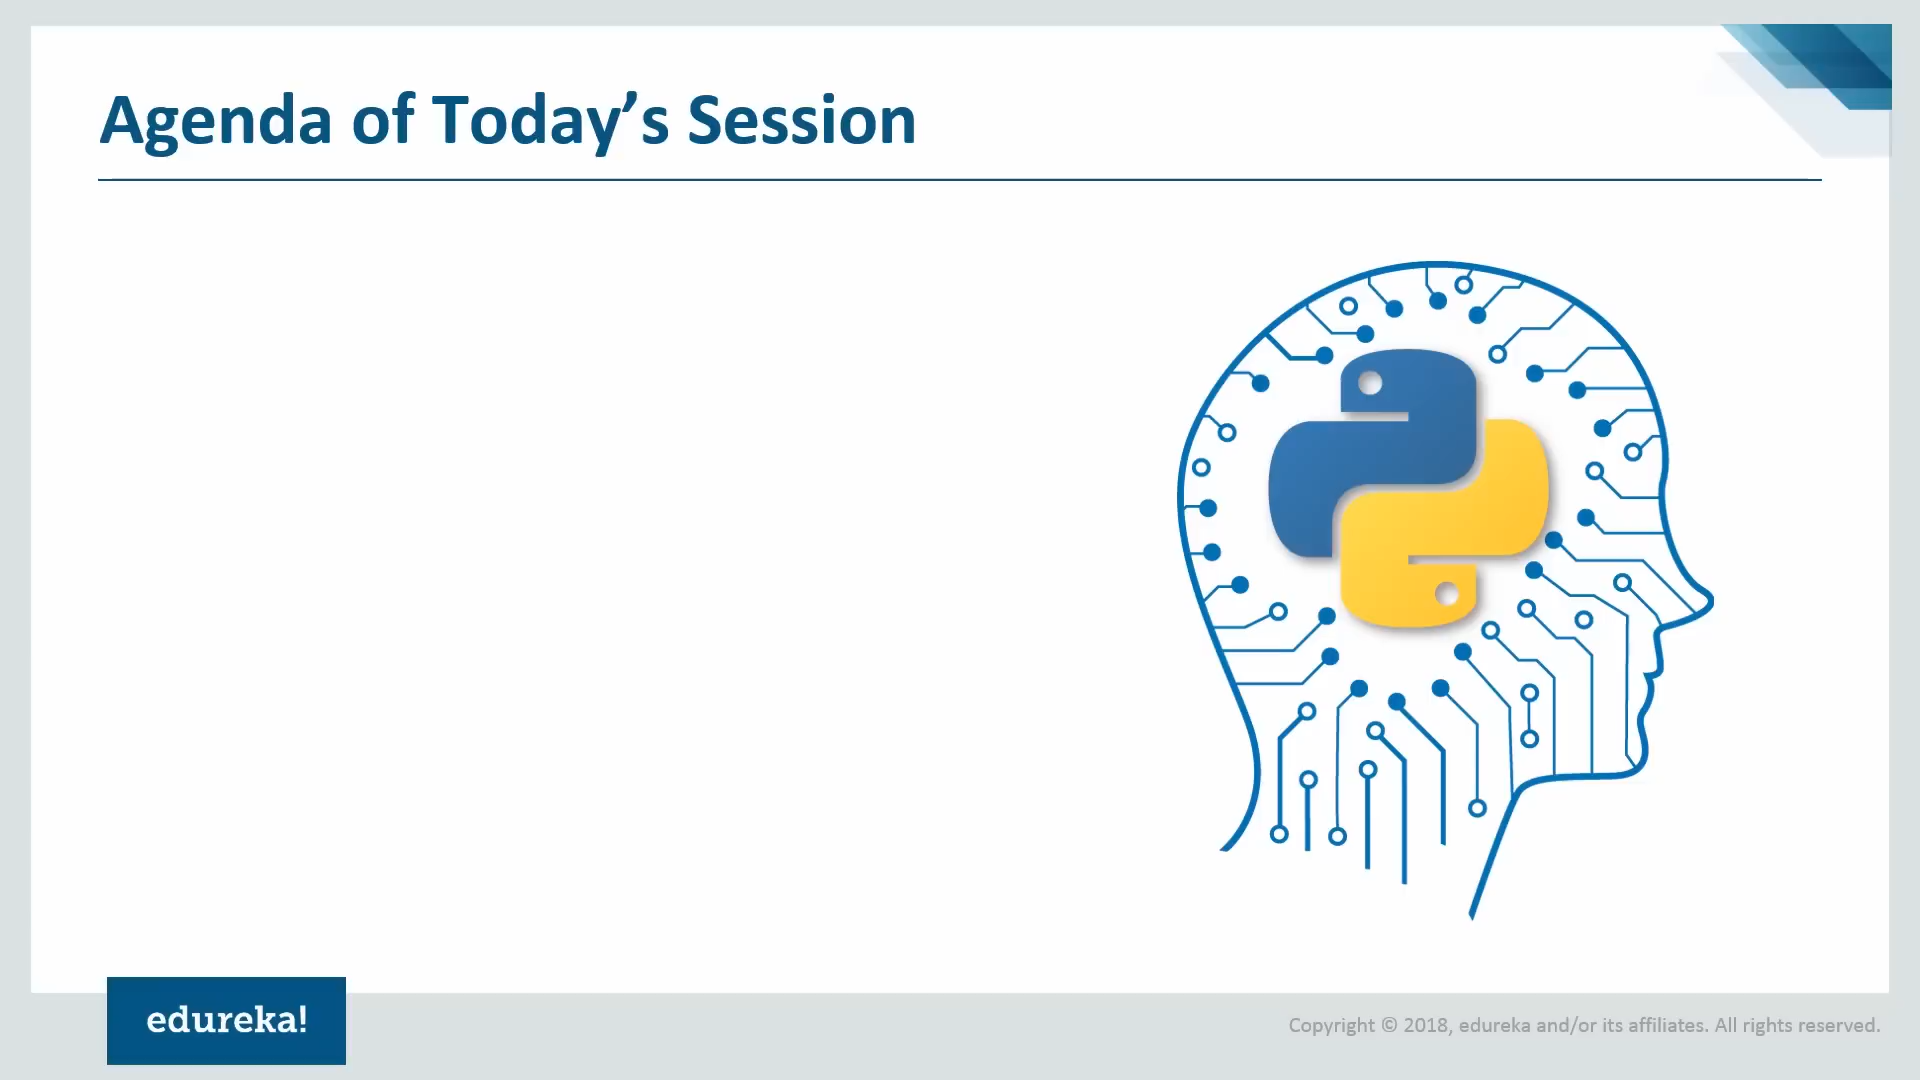 Agenda of Today’s Session
edureka!
Copyright © 2018, edureka and/or its affiliates. All rights reserved.